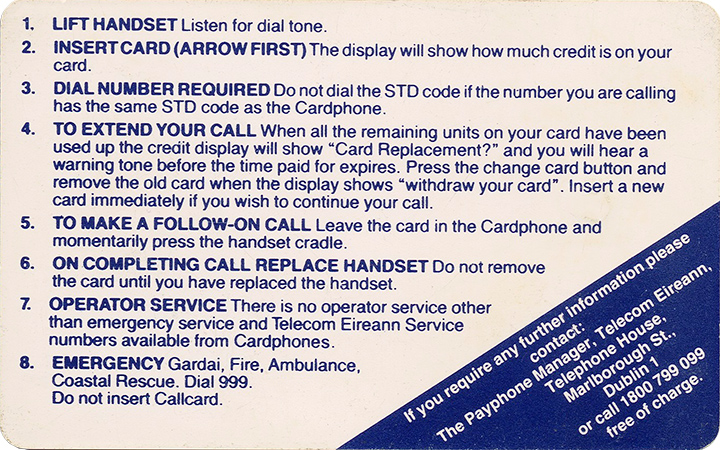 1. LIFT HANDSET Listen for dial tone.
2. INSERT CARD (ARROW FIRST) The display will show how much credit is on your
card.
3. DIAL NUMBER REQUIRED Do not dial the STD code if the number you are calling
has the same STD code as the Cardphone.
4. TO EXTEND YOUR CALL When all the remaining units on your card have been
used up the credit display will show “Card Replacement?” and you will hear a
warning tone before the time paid for expires. Press the change card button and
remove the old card when the display shows “withdraw your card”. Insert a new
card immediately if you wish to continue your call.
5. TO MAKE A FOLLOW-ON CALL Leave the card in the Cardphone and
momentarily press the handset cradle.
6. ON COMPLETING CALL REPLACE HANDSET Do not remove
the card until you have replaced the handset.
7. OPERATOR SERVICE There is no operator service other
than emergency service and Telecom Eireann Service
numbers available from Cardphones.
8. EMERGENCY Gardai, Fire, Ambulance,
Coastal Rescue. Dial 999.
Do not insert Callcard.
If you require any further information please
contact:
The Payphone Manager, Telecom Eireann,
Telephone House,
Marlborough St.,
Dublin 1
or call 1800 799 099
free of charge.